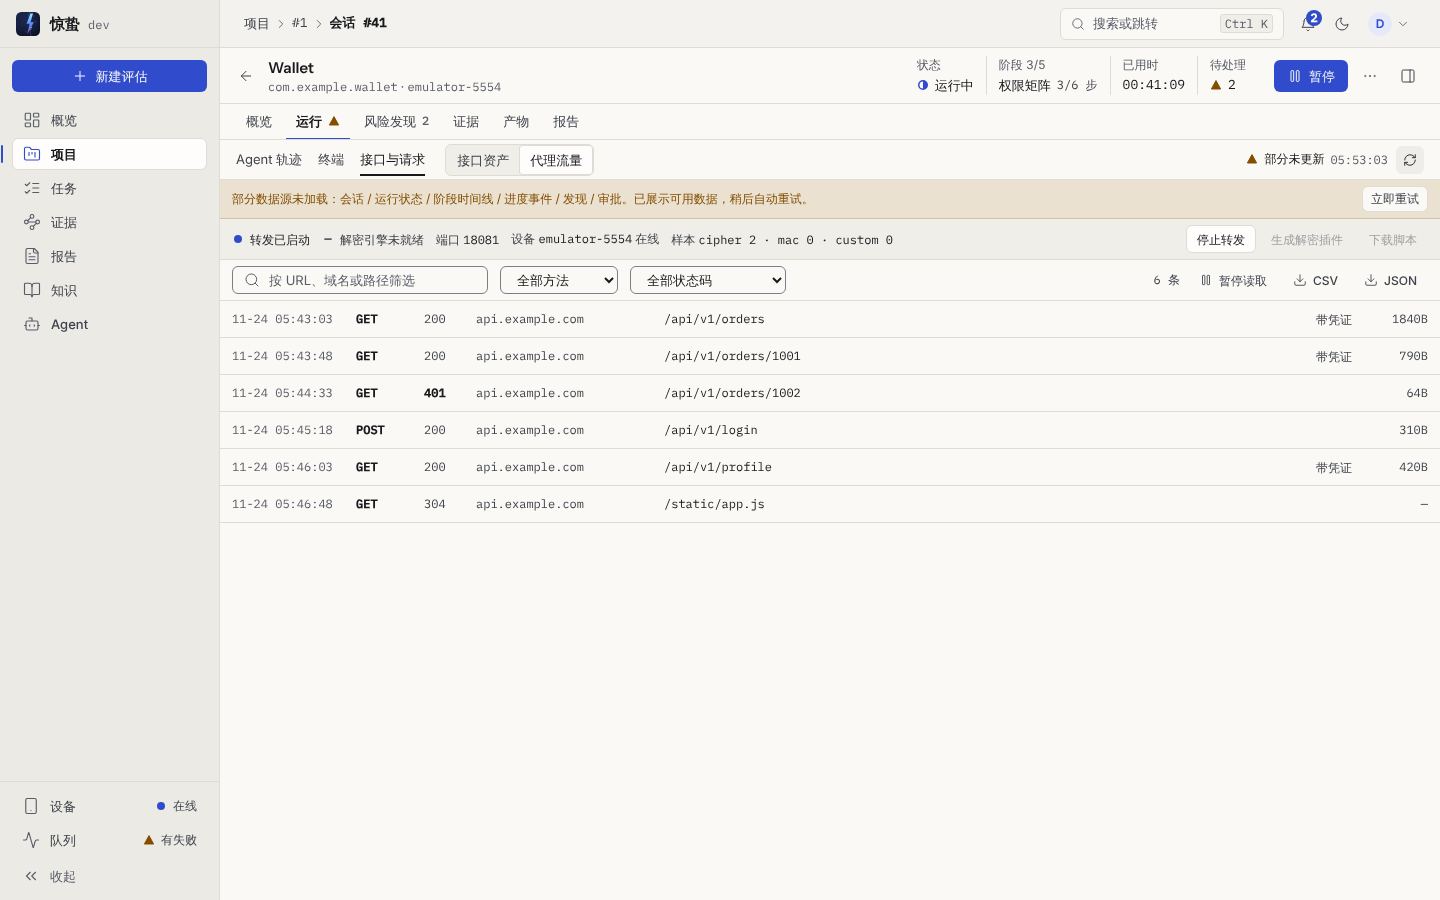 惊蛰 dev
项目 > #1 > 会话 #41
搜索或跳转 Ctrl K
2
D
新建评估
概览
项目
任务
证据
报告
知识
Agent
设备 在线
队列 有失败
收起
Wallet
com.example.wallet · emulator-5554
状态
运行中
阶段 3/5
权限矩阵 3/6 步
已用时
00:41:09
待处理
2
暂停
概览 运行 风险发现 2 证据 产物 报告
Agent 轨迹 终端 接口与请求 接口资产 代理流量 部分未更新 05:53:03
部分数据源未加载：会话 / 运行状态 / 阶段时间线 / 进度事件 / 发现 / 审批。已展示可用数据，稍后自动重试。 立即重试
转发已启动 — 解密引擎未就绪 端口 18081 设备 emulator-5554 在线 样本 cipher 2 · mac 0 · custom 0 停止转发 生成解密插件 下载脚本
按 URL、域名或路径筛选 全部方法 全部状态码 6 条 暂停读取 CSV JSON
11-24 05:43:03 GET 200 api.example.com /api/v1/orders 带凭证 1840B
11-24 05:43:48 GET 200 api.example.com /api/v1/orders/1001 带凭证 790B
11-24 05:44:33 GET 401 api.example.com /api/v1/orders/1002 64B
11-24 05:45:18 POST 200 api.example.com /api/v1/login 310B
11-24 05:46:03 GET 200 api.example.com /api/v1/profile 带凭证 420B
11-24 05:46:48 GET 304 api.example.com /static/app.js —